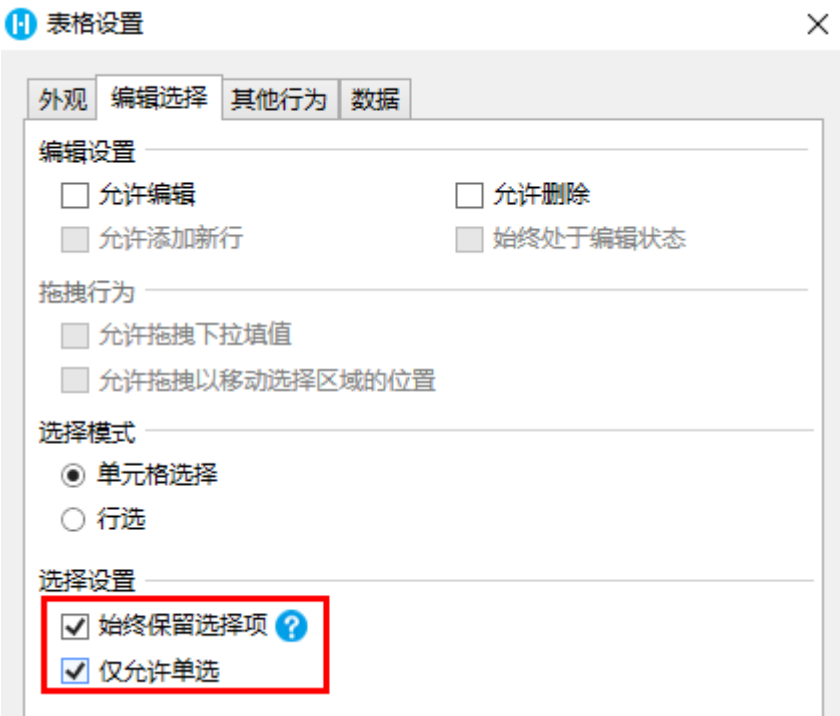 表格设置
外观 编辑选择 其他行为 数据
编辑设置
允许编辑 允许删除
允许添加新行 始终处于编辑状态
拖拽行为
允许拖拽下拉填值
允许拖拽以移动选择区域的位置
选择模式
单元格选择
行选
选择设置
始终保留选择项 ?
仅允许单选